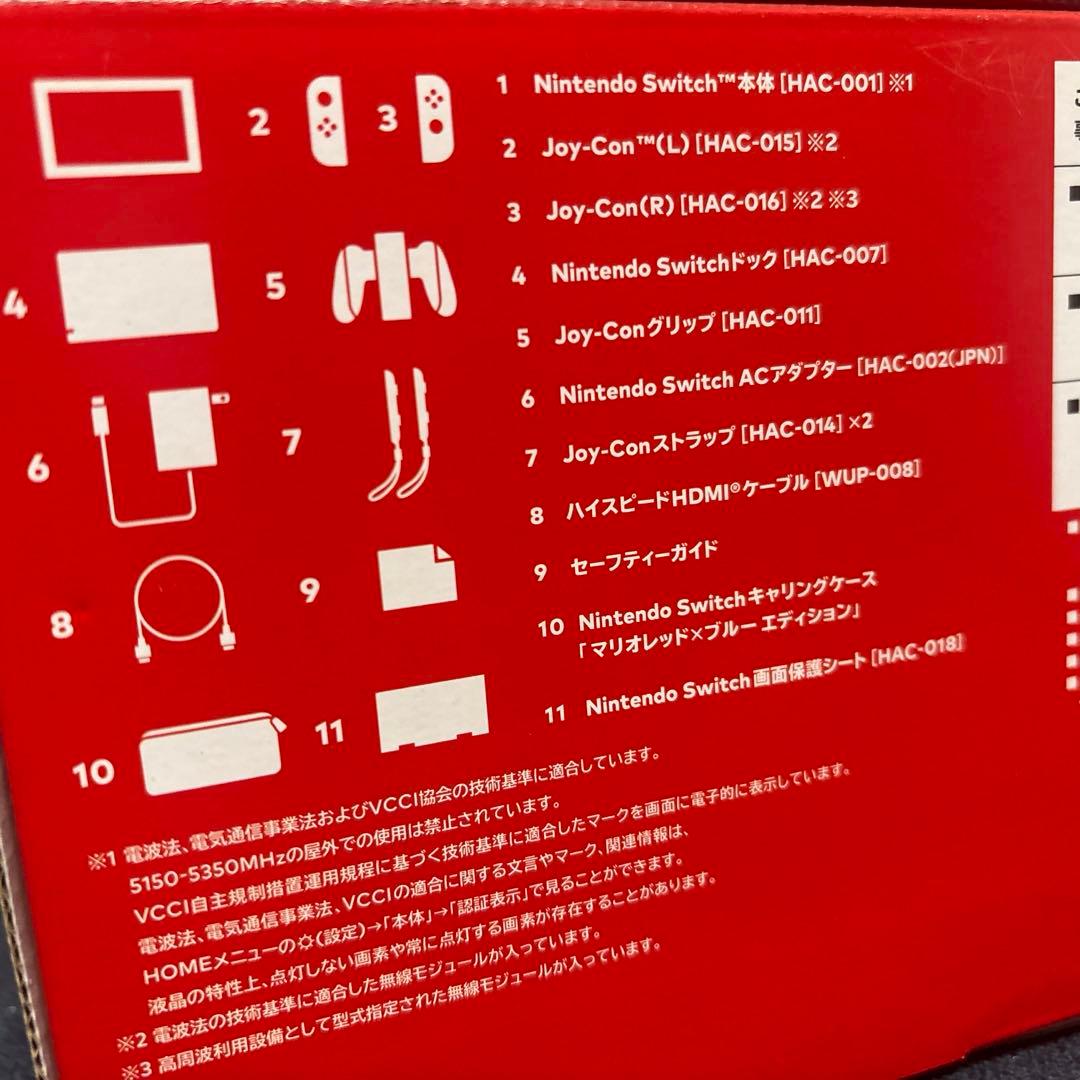 2
3
4
5
6
7
8
9
10
11
1 Nintendo Switch™本体 [HAC-001] ※1
2 Joy-Con™(L) [HAC-015] ※2
3 Joy-Con(R) [HAC-016] ※2 ※3
4 Nintendo Switchドック [HAC-007]
5 Joy-Conグリップ [HAC-011]
6 Nintendo Switch ACアダプター [HAC-002(JPN)]
7 Joy-Conストラップ [HAC-014] ×2
8 ハイスピードHDMI®ケーブル [WUP-008]
9 セーフティーガイド
10 Nintendo Switchキャリングケース
「マリオレッド×ブルー エディション」
11 Nintendo Switch画面保護シート [HAC-018]
※1 電波法、電気通信事業法およびVCCI協会の技術基準に適合しています。
5150-5350MHzの屋外での使用は禁止されています。
VCCI自主規制措置運用規程に基づく技術基準に適合したマークを画面に電子的に表示しています。
電波法、電気通信事業法、VCCIの適合に関する文言やマーク、関連情報は、
HOMEメニューの(設定)→「本体」→「認証表示」で見ることができます。
液晶の特性上、点灯しない画素や常に点灯する画素が存在することがあります。
※2 電波法の技術基準に適合した無線モジュールが入っています。
※3 高周波利用設備として型式指定された無線モジュールが入っています。